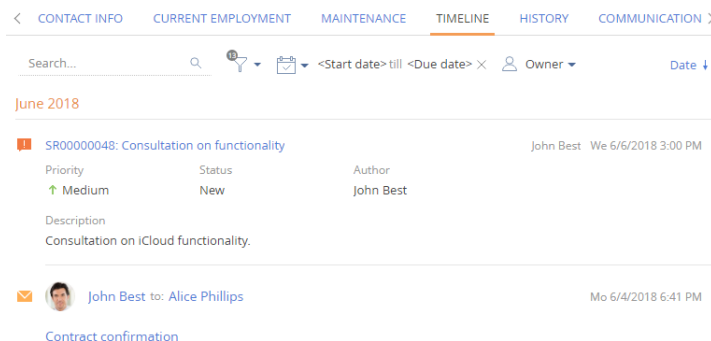 CONTACT INFO CURRENT EMPLOYMENT MAINTENANCE TIMELINE HISTORY COMMUNICATION
Search... 13 <Start date> till <Due date> Owner Date
June 2018
SR00000048: Consultation on functionality John Best We 6/6/2018 3:00 PM
Priority Status Author
Medium New John Best
Description
Consultation on iCloud functionality.
John Best to: Alice Phillips Mo 6/4/2018 6:41 PM
Contract confirmation